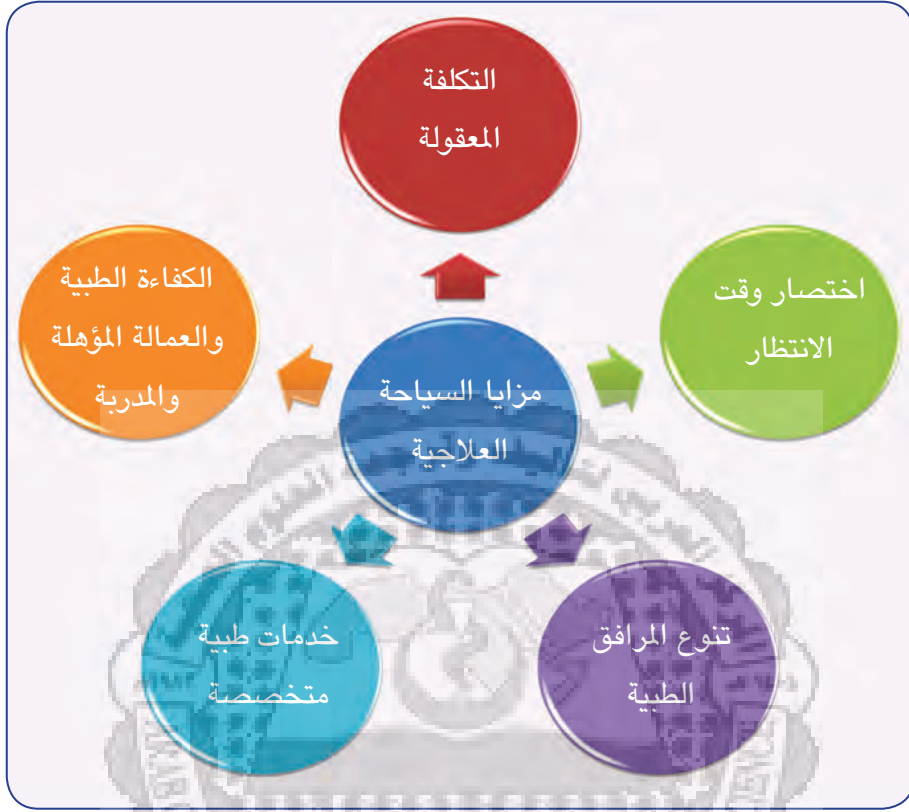 التكلفة
المعقولة
اختصار وقت
الانتظار
الكفاءة الطبية
والعمالة المؤهلة
والمدربة
مزايا السياحة
العلاجية
تنوع المرافق
الطبية
خدمات طبية
متخصصة